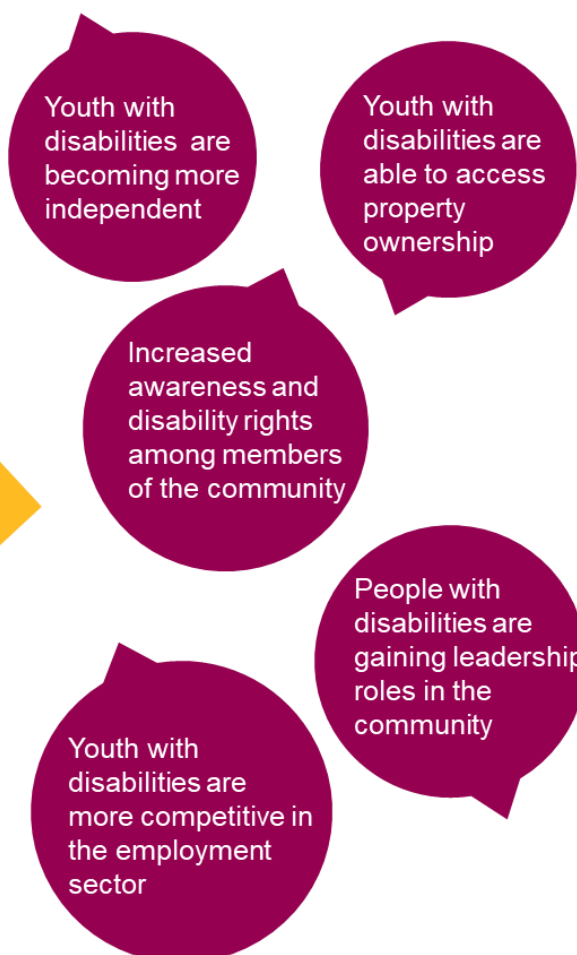 Youth with
disabilities are
becoming more
independent
Youth with
disabilities are
able to access
property
ownership
Increased
awareness and
disability rights
among members
of the community
People with
disabilities are
gaining leadership
roles in the
community
Youth with
disabilities are
more competitive in
the employment
sector